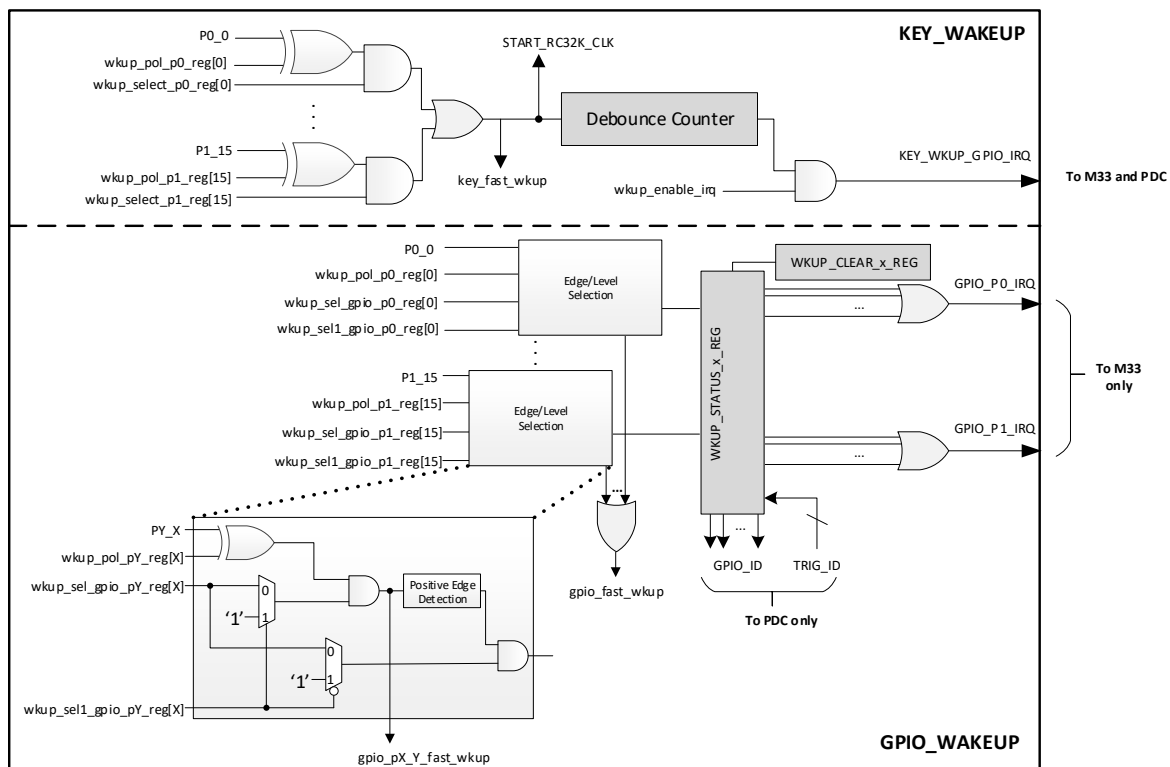 KEY_WAKEUP
P0_0
wkup_pol_p0_reg[0]
wkup_select_p0_reg[0]
START_RC32K_CLK
Debounce Counter
P1_15
wkup_pol_p1_reg[15]
wkup_select_p1_reg[15]
key_fast_wkup
wkup_enable_irq
KEY_WKUP_GPIO_IRQ
To M33 and PDC
P0_0
wkup_pol_p0_reg[0]
wkup_sel_gpio_p0_reg[0]
wkup_sel1_gpio_p0_reg[0]
Edge/Level
Selection
WKUP_CLEAR_x_REG
GPIO_P0_IRQ
...
P1_15
wkup_pol_p1_reg[15]
wkup_sel_gpio_p1_reg[15]
wkup_sel1_gpio_p1_reg[15]
Edge/Level
Selection
WKUP_STATUS_x_REG
To M33
only
GPIO_P1_IRQ
...
...
PY_X
wkup_pol_pY_reg[X]
wkup_sel_gpio_pY_reg[X]
0
1
'1'
Positive Edge
Detection
0
1
'1'
wkup_sel1_gpio_pY_reg[X]
gpio_pX_Y_fast_wkup
gpio_fast_wkup
...
GPIO_ID
TRIG_ID
To PDC only
GPIO_WAKEUP